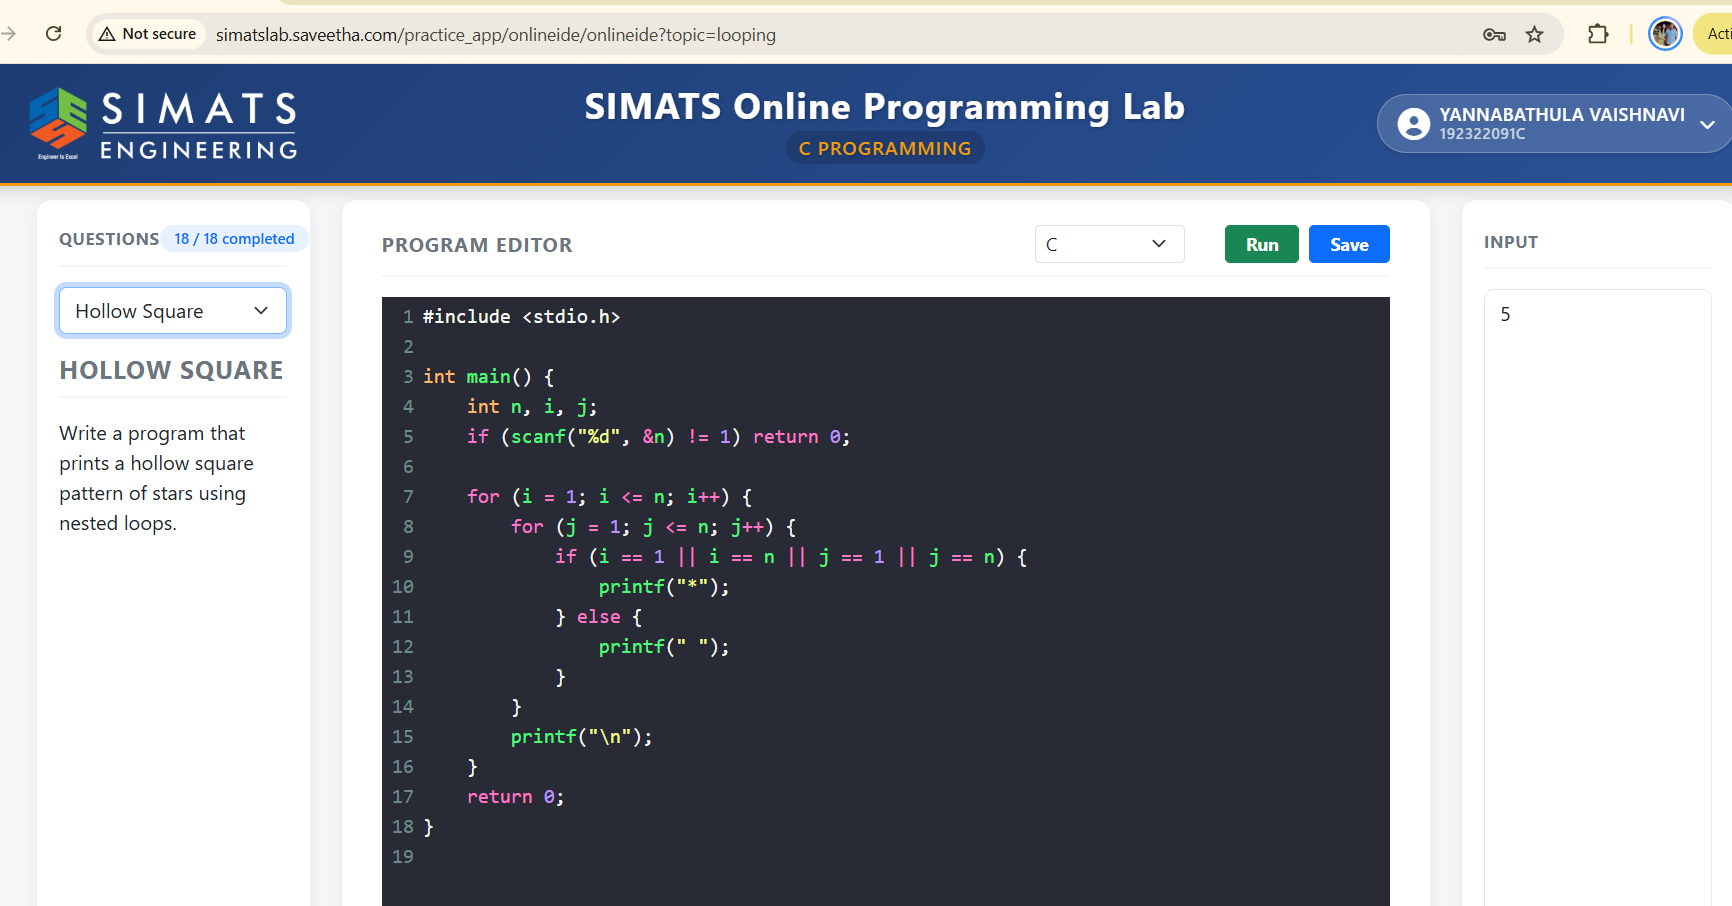 Not secure
simatslab.saveetha.com/practice_app/onlineide/onlineide?topic=looping
SIMATS
ENGINEERING
Engineer to Excel
SIMATS Online Programming Lab
C PROGRAMMING
YANNABATHULA VAISHNAVI
192322091C
QUESTIONS
18 / 18 completed
Hollow Square
HOLLOW SQUARE
Write a program that
prints a hollow square
pattern of stars using
nested loops.
PROGRAM EDITOR
C
Run
Save
1 #include <stdio.h>
2
3 int main() {
4     int n, i, j;
5     if (scanf("%d", &n) != 1) return 0;
6
7     for (i = 1; i <= n; i++) {
8         for (j = 1; j <= n; j++) {
9             if (i == 1 || i == n || j == 1 || j == n) {
10                 printf("*");
11             } else {
12                 printf(" ");
13             }
14         }
15         printf("\n");
16     }
17     return 0;
18 }
19
INPUT
5